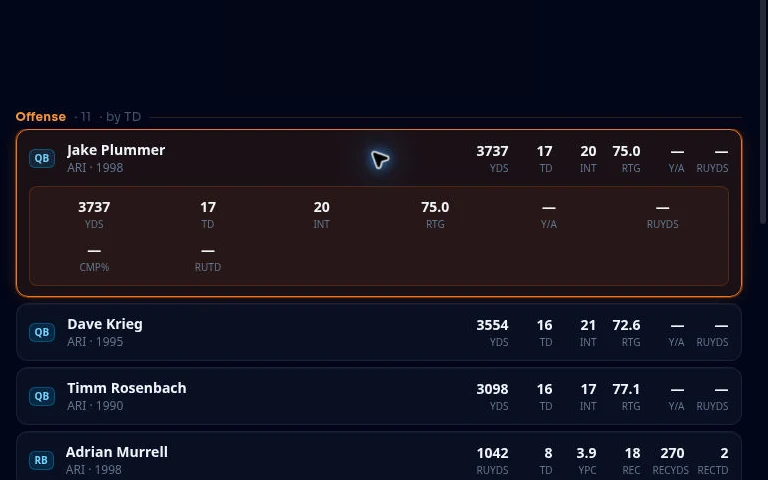 Offense · 11 · by TD
QB Jake Plummer 3737 17 20 75.0 — —
ARI · 1998 YDS TD INT RTG Y/A RUYDS
3737 17 20 75.0 — —
YDS TD INT RTG Y/A RUYDS
— —
CMP% RUTD
QB Dave Krieg 3554 16 21 72.6 — —
ARI · 1995 YDS TD INT RTG Y/A RUYDS
QB Timm Rosenbach 3098 16 17 77.1 — —
ARI · 1990 YDS TD INT RTG Y/A RUYDS
RB Adrian Murrell 1042 8 3.9 18 270 2
ARI · 1998 RUYDS TD YPC REC RECYDS RECTD